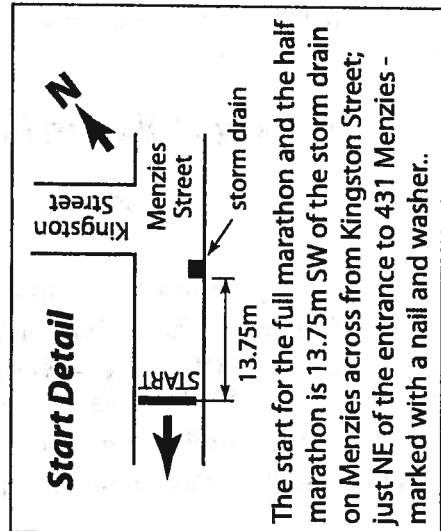 Start Detail
N
Kingston
Street
Menzies
Street
storm drain
START
13.75m
The start for the full marathon and the half
marathon is 13.75m SW of the storm drain
on Menzies across from Kingston Street;
just NE of the entrance to 431 Menzies -
marked with a nail and washer..